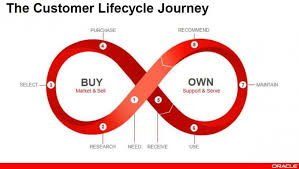 The Customer Lifecycle Journey
PURCHASE
RECOMMEND
4
8
SELECT
3
BUY
Market & Sell
OWN
Support & Serve
7
MAINTAIN
1
5
2
6
RESEARCH
NEED
RECEIVE
USE
ORACLE